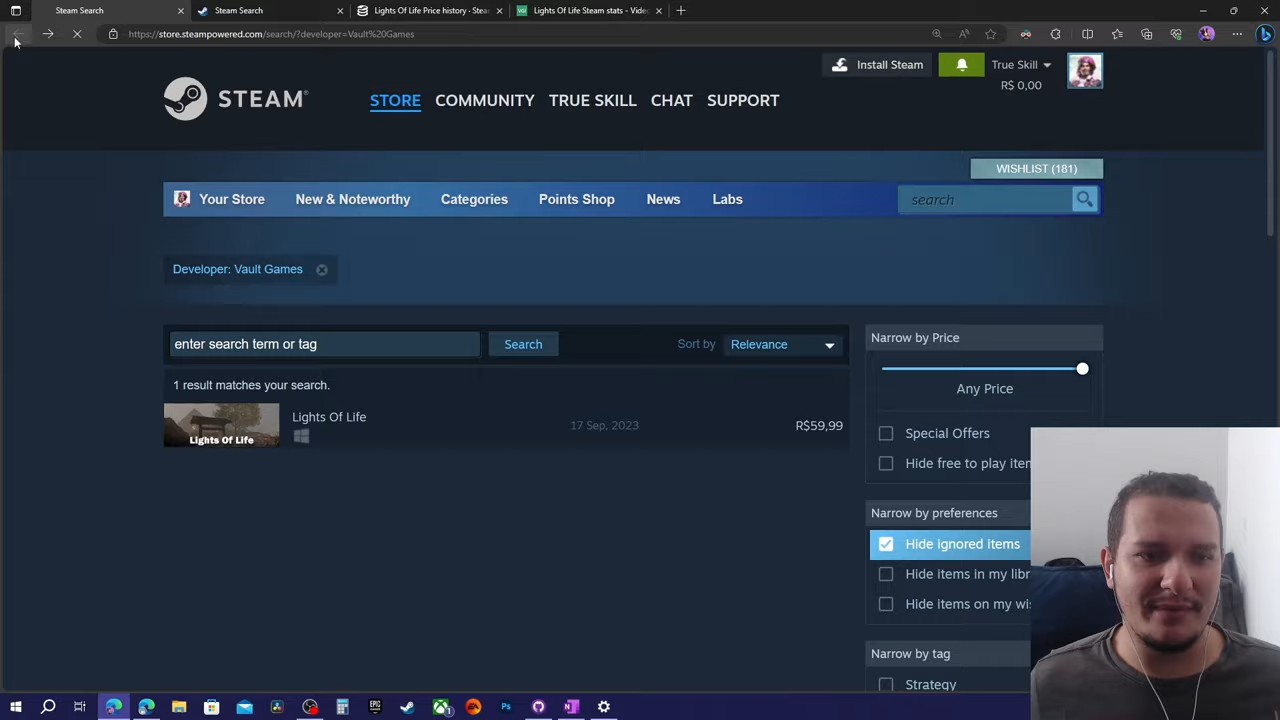 Steam Search
Steam Search
Lights Of Life Price history · Stea
Lights Of Life Steam stats - Vide
https://store.steampowered.com/search/?developer=Vault%20Games
Install Steam
True Skill
R$ 0,00
STEAM
STORE
COMMUNITY
TRUE SKILL
CHAT
SUPPORT
WISHLIST (181)
Your Store
New & Noteworthy
Categories
Points Shop
News
Labs
search
Developer: Vault Games
enter search term or tag
Search
Sort by
Relevance
1 result matches your search.
Lights Of Life
Lights Of Life
17 Sep, 2023
R$59,99
Narrow by Price
Any Price
Special Offers
Hide free to play iten
Narrow by preferences
Hide ignored items
Hide items in my libr
Hide items on my wis
Narrow by tag
Strategy